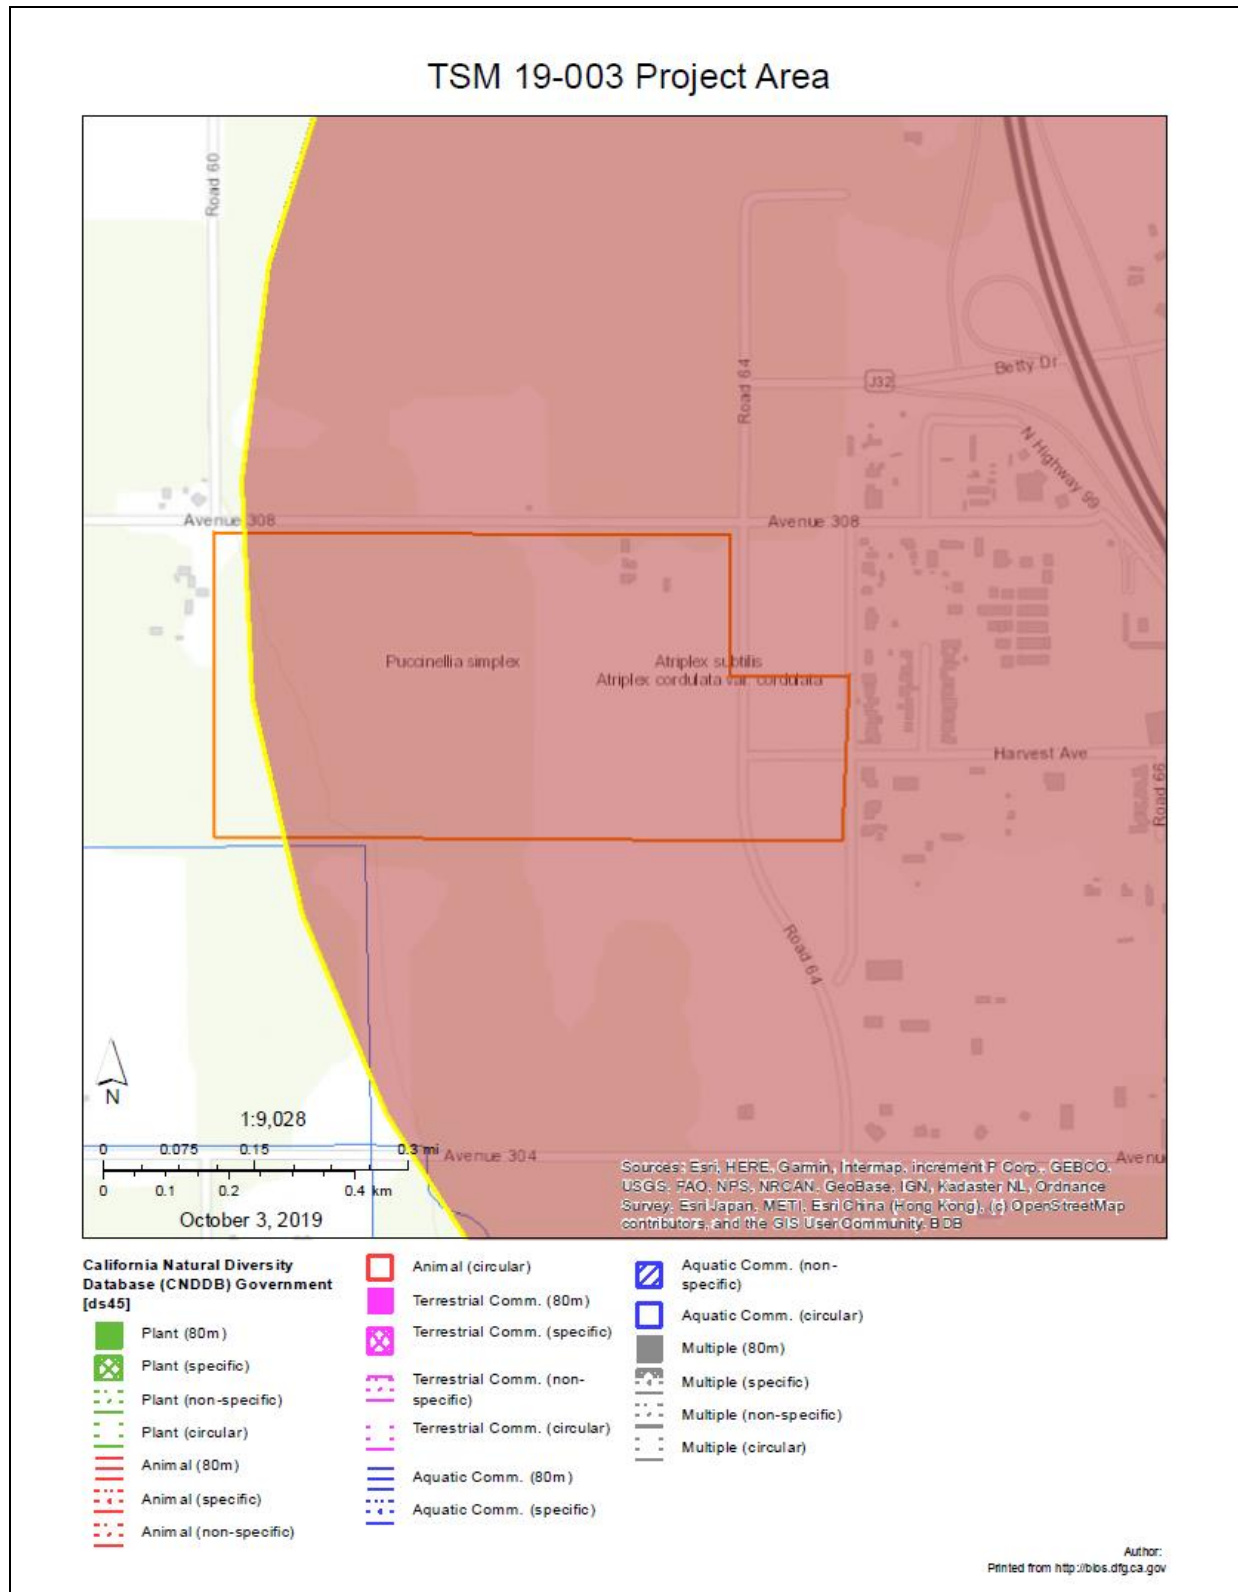 TSM 19-003 Project Area
Road 60
Road 64
Betty Dr
J32
N Highway 99
Avenue 308
Avenue 308
Puccinellia simplex
Atriplex subtilis
Atriplex cordulata var. cordulata
Harvest Ave
Road 66
Road 64
N
1:9,028
0 0.075 0.15 0.3 mi
0 0.1 0.2 0.4 km
October 3, 2019
Avenue 304
Avenu
Sources: Esri, HERE, Garmin, Intermap, increment P Corp., GEBCO,
USGS, FAO, NPS, NRCAN, GeoBase, IGN, Kadaster NL, Ordnance
Survey, Esri Japan, METI, Esri China (Hong Kong), (c) OpenStreetMap
contributors, and the GIS User Community, BDB
California Natural Diversity
Database (CNDDB) Government
[ds45]
Plant (80m)
Plant (specific)
Plant (non-specific)
Plant (circular)
Animal (80m)
Animal (specific)
Animal (non-specific)
Animal (circular)
Terrestrial Comm. (80m)
Terrestrial Comm. (specific)
Terrestrial Comm. (non-
specific)
Terrestrial Comm. (circular)
Aquatic Comm. (80m)
Aquatic Comm. (specific)
Aquatic Comm. (non-
specific)
Aquatic Comm. (circular)
Multiple (80m)
Multiple (specific)
Multiple (non-specific)
Multiple (circular)
Author:
Printed from http://bios.dfg.ca.gov